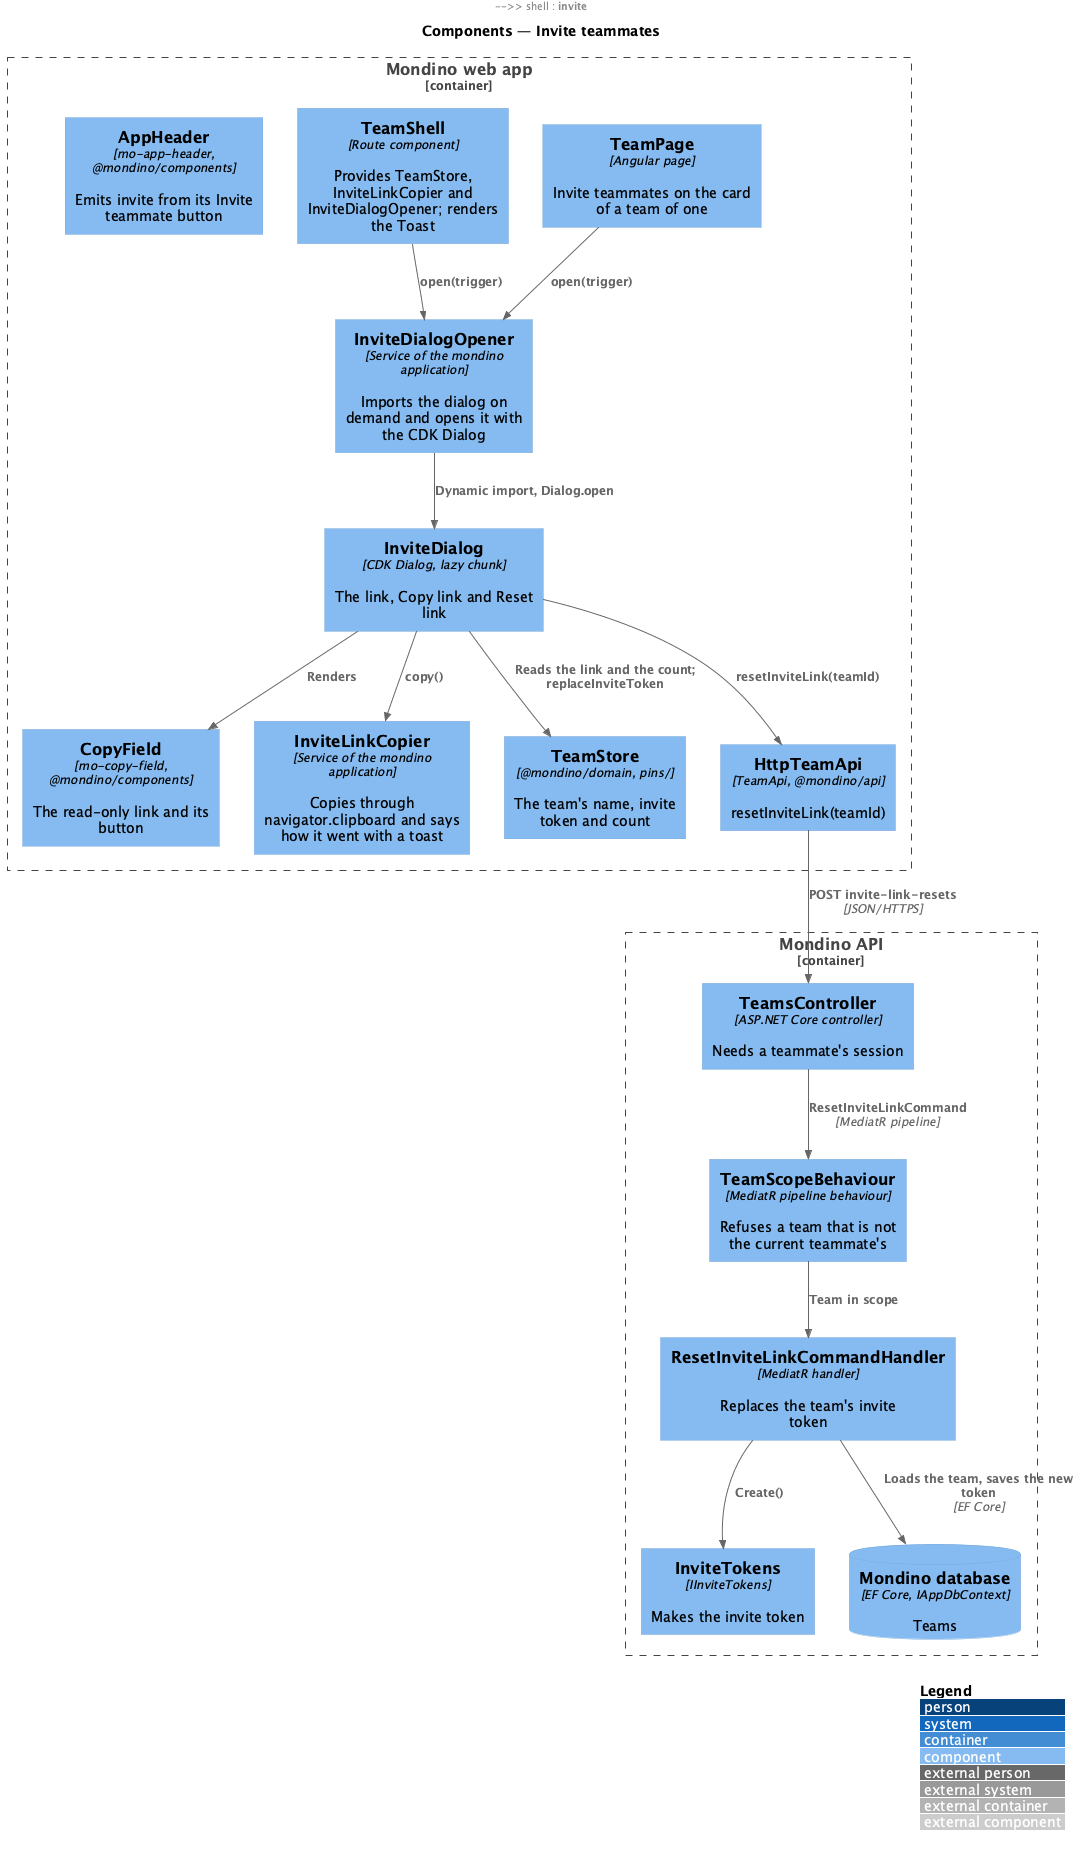 -->> shell : invite
Components — Invite teammates
Mondino web app
[container]
AppHeader
[mo-app-header,
@mondino/components]
Emits invite from its Invite
teammate button
TeamShell
[Route component]
Provides TeamStore,
InviteLinkCopier and
InviteDialogOpener; renders
the Toast
TeamPage
[Angular page]
Invite teammates on the card
of a team of one
open(trigger)
open(trigger)
InviteDialogOpener
[Service of the mondino
application]
Imports the dialog on
demand and opens it with
the CDK Dialog
Dynamic import, Dialog.open
InviteDialog
[CDK Dialog, lazy chunk]
The link, Copy link and Reset
link
Renders
copy()
Reads the link and the count;
replaceInviteToken
resetInviteLink(teamId)
CopyField
[mo-copy-field,
@mondino/components]
The read-only link and its
button
InviteLinkCopier
[Service of the mondino
application]
Copies through
navigator.clipboard and says
how it went with a toast
TeamStore
[@mondino/domain, pins/]
The team's name, invite
token and count
HttpTeamApi
[TeamApi, @mondino/api]
resetInviteLink(teamId)
POST invite-link-resets
[JSON/HTTPS]
Mondino API
[container]
TeamsController
[ASP.NET Core controller]
Needs a teammate's session
ResetInviteLinkCommand
[MediatR pipeline]
TeamScopeBehaviour
[MediatR pipeline behaviour]
Refuses a team that is not
the current teammate's
Team in scope
ResetInviteLinkCommandHandler
[MediatR handler]
Replaces the team's invite
token
Create()
Loads the team, saves the new
token
[EF Core]
InviteTokens
[IInviteTokens]
Makes the invite token
Mondino database
[EF Core, IAppDbContext]
Teams
Legend
person
system
container
component
external person
external system
external container
external component